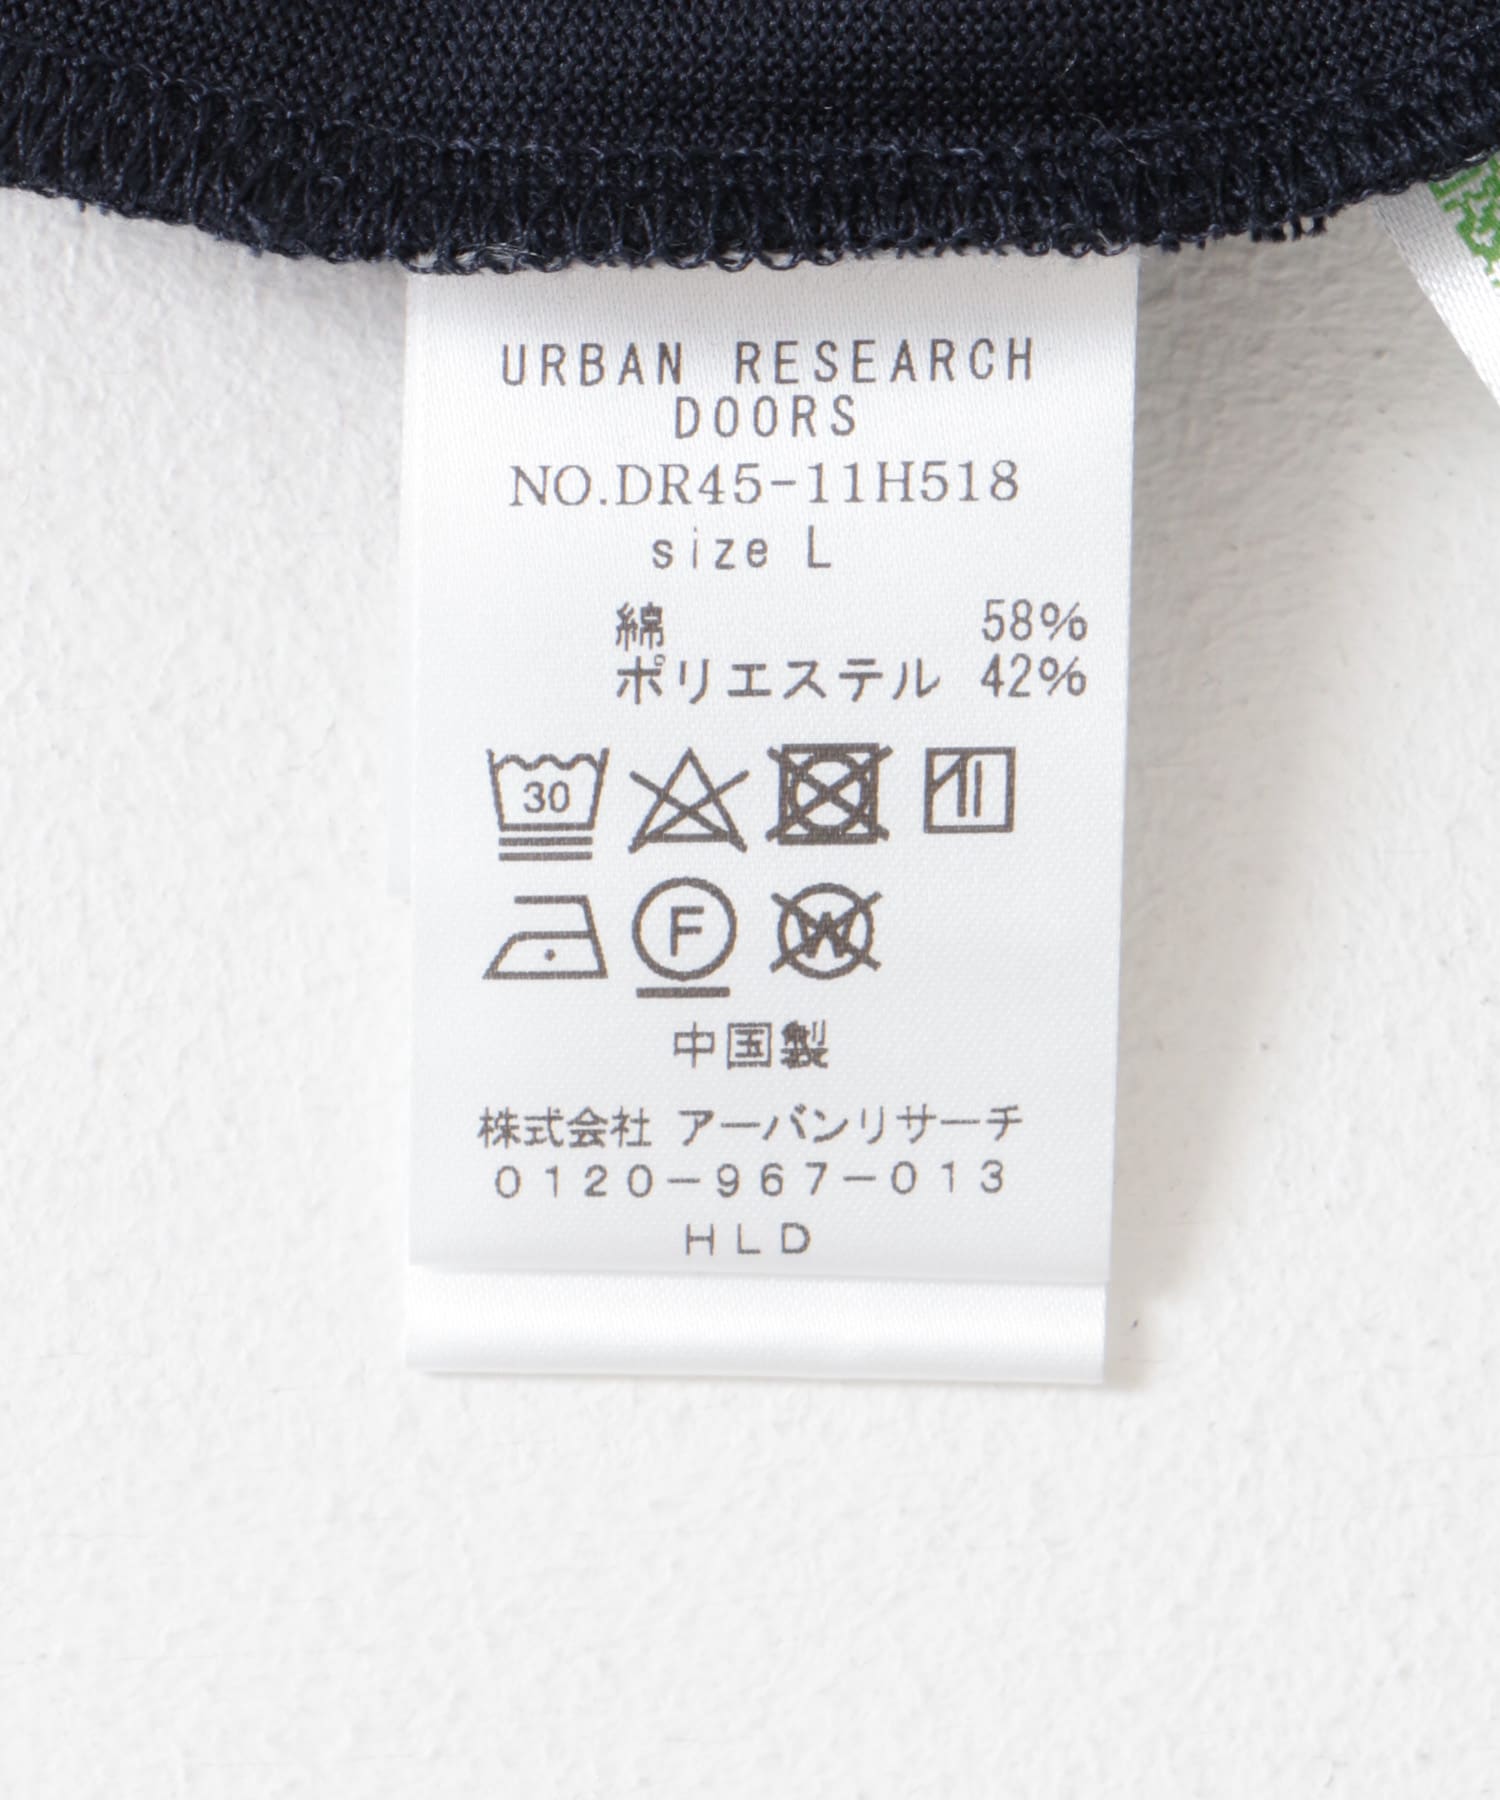 URBAN RESEARCH
DOORS
NO.DR45-11H518
size L
綿 58%
ポリエステル 42%
30
F W
中国製
株式会社 アーバンリサーチ
0120-967-013
HLD